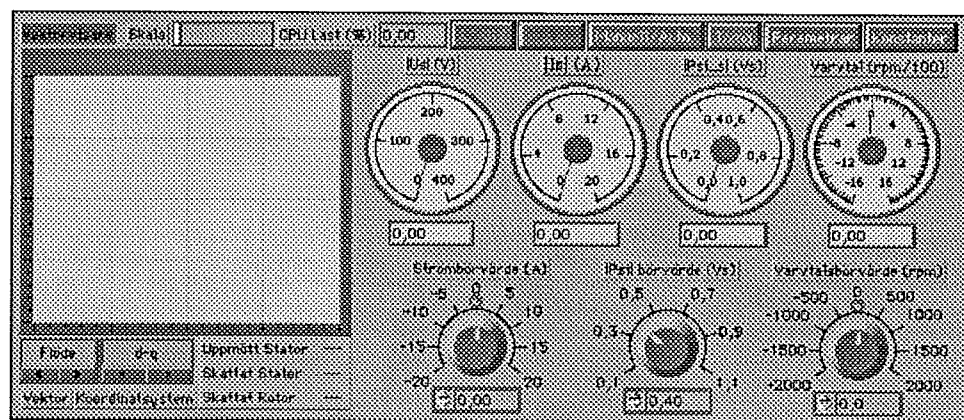 Skala: CPU Last (%): 0,00
|Us| (V) |Is| (A) |Psi_s| (Vs) Varvtal (rpm/100)
200 8 12 0,4 0,6 -4 0 4
100 300 4 16 0,2 0,8 -8 8
-12 12
0 400 0 20 0,0 1,0 -16 16
0,00 0,00 0,00 0,00
Strömbörvärde (A) |Psi| börvärde (Vs) Varvtalsbörvärde (rpm)
-5 0 5 0,5 0,7 -500 0 500
-10 10 -1000 1000
-15 15 0,3 0,9 -1500 1500
-20 20 0,1 1,1 -2000 2000
0,00 0,40 0,0
Flöde d-q Uppmätt Stator
Skattat Stator
Vektor Koordinatsystem Skattat Rotor